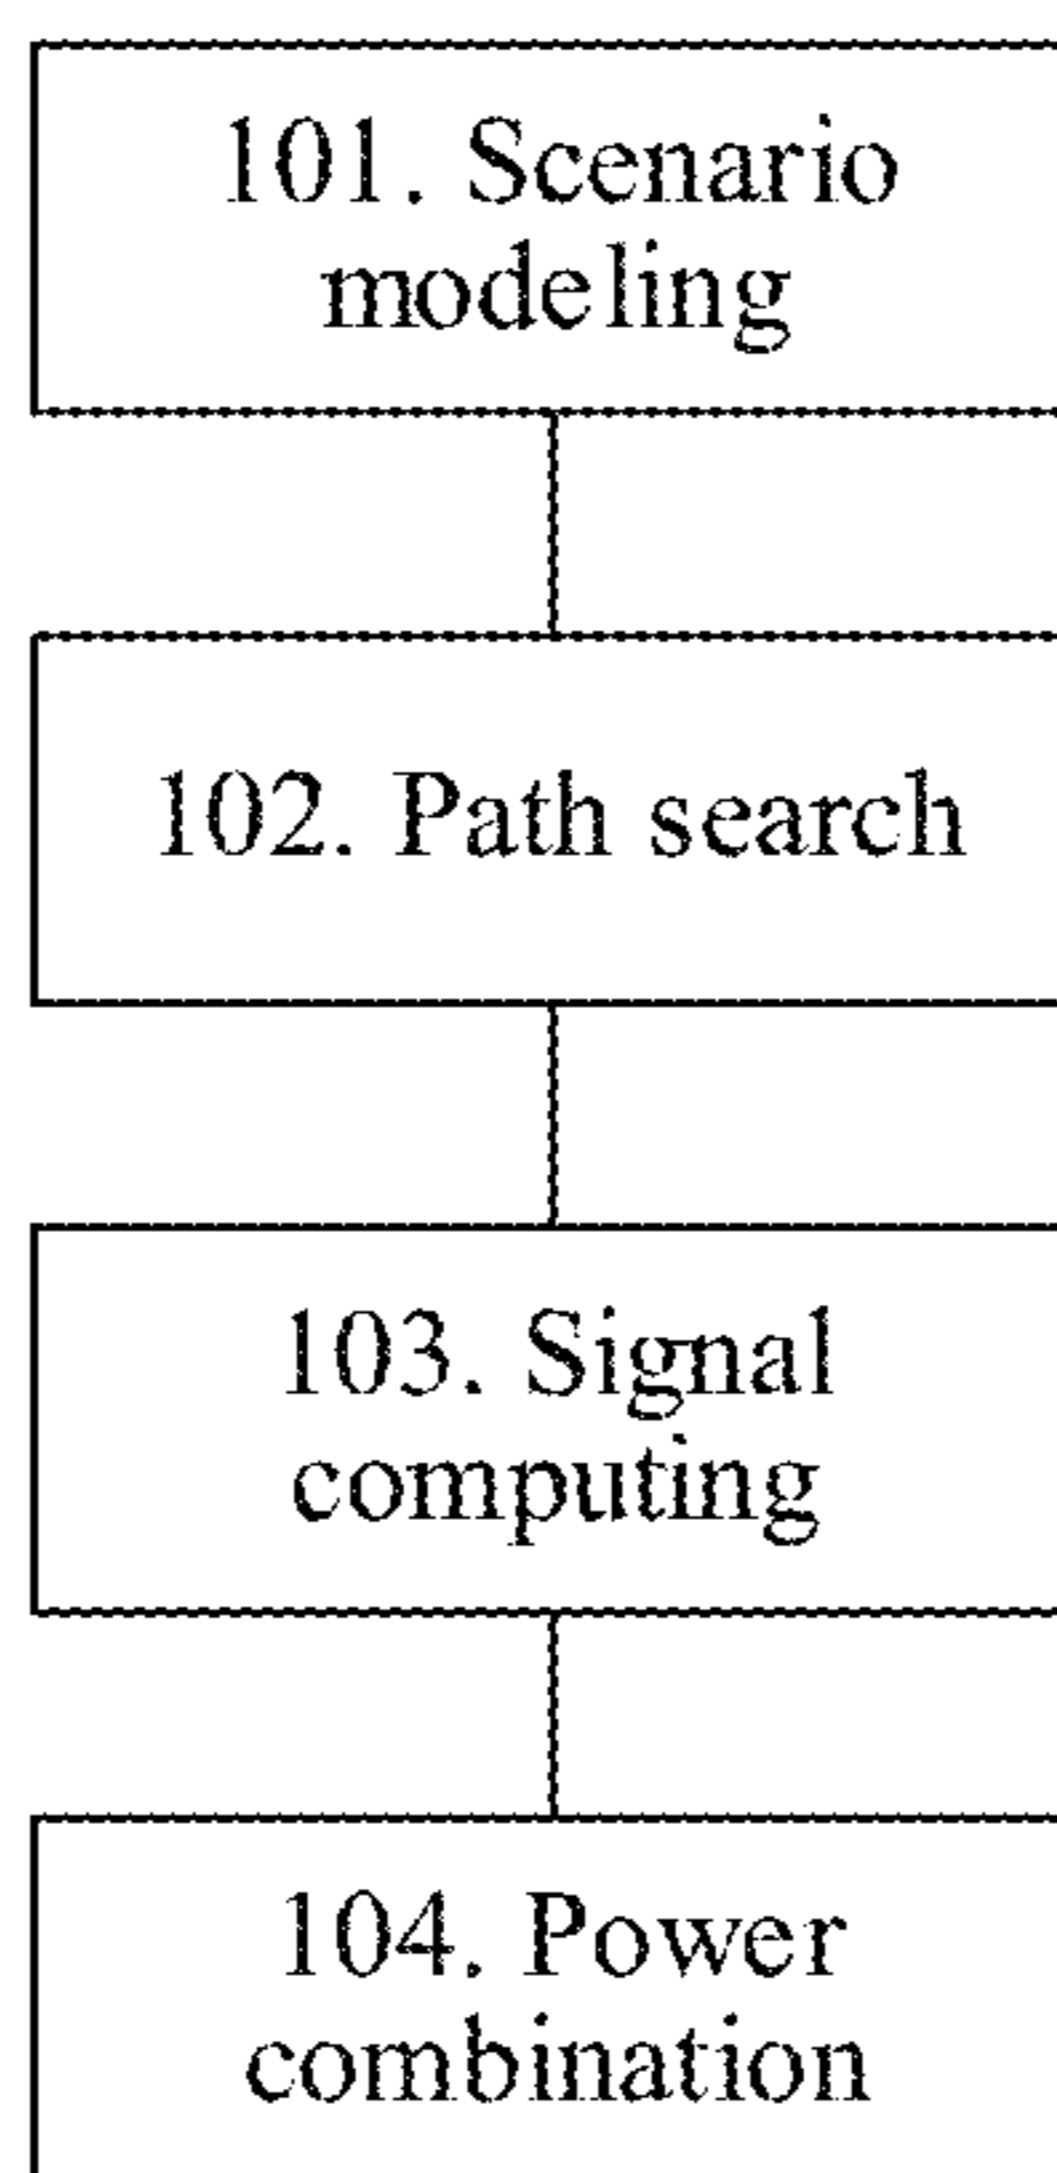 101. Scenario
modeling
102. Path search
103. Signal
computing
104. Power
combination